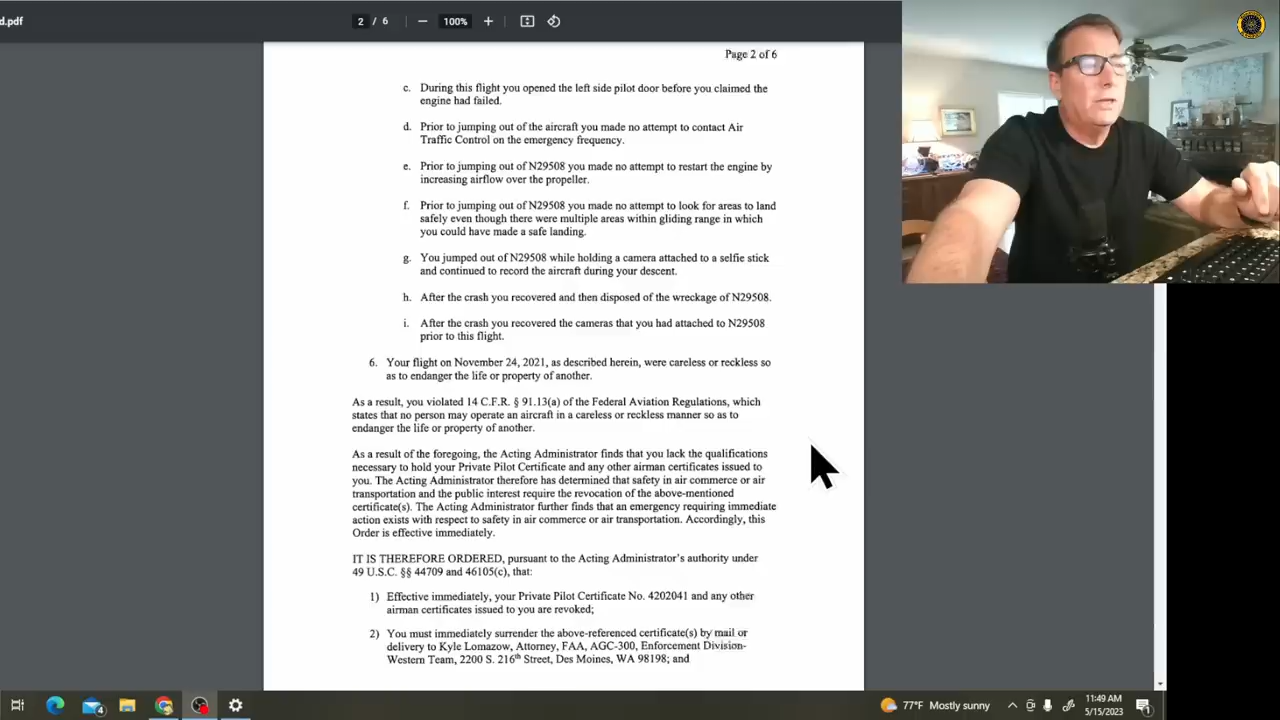 d.pdf
2 / 6
100%
Page 2 of 6
c. During this flight you opened the left side pilot door before you claimed the
engine had failed.
d. Prior to jumping out of the aircraft you made no attempt to contact Air
Traffic Control on the emergency frequency.
e. Prior to jumping out of N29508 you made no attempt to restart the engine by
increasing airflow over the propeller.
f. Prior to jumping out of N29508 you made no attempt to look for areas to land
safely even though there were multiple areas within gliding range in which
you could have made a safe landing.
g. You jumped out of N29508 while holding a camera attached to a selfie stick
and continued to record the aircraft during your descent.
h. After the crash you recovered and then disposed of the wreckage of N29508.
i. After the crash you recovered the cameras that you had attached to N29508
prior to this flight.
6. Your flight on November 24, 2021, as described herein, were careless or reckless so
as to endanger the life or property of another.
As a result, you violated 14 C.F.R. § 91.13(a) of the Federal Aviation Regulations, which
states that no person may operate an aircraft in a careless or reckless manner so as to
endanger the life or property of another.
As a result of the foregoing, the Acting Administrator finds that you lack the qualifications
necessary to hold your Private Pilot Certificate and any other airman certificates issued to
you. The Acting Administrator therefore has determined that safety in air commerce or air
transportation and the public interest require the revocation of the above-mentioned
certificate(s). The Acting Administrator further finds that an emergency requiring immediate
action exists with respect to safety in air commerce or air transportation. Accordingly, this
Order is effective immediately.
IT IS THEREFORE ORDERED, pursuant to the Acting Administrator's authority under
49 U.S.C. §§ 44709 and 46105(c), that:
1) Effective immediately, your Private Pilot Certificate No. 4202041 and any other
airman certificates issued to you are revoked;
2) You must immediately surrender the above-referenced certificate(s) by mail or
delivery to Kyle Lomazow, Attorney, FAA, AGC-300, Enforcement Division-
Western Team, 2200 S. 216th Street, Des Moines, WA 98198; and
77°F Mostly sunny
11:49 AM
5/15/2023